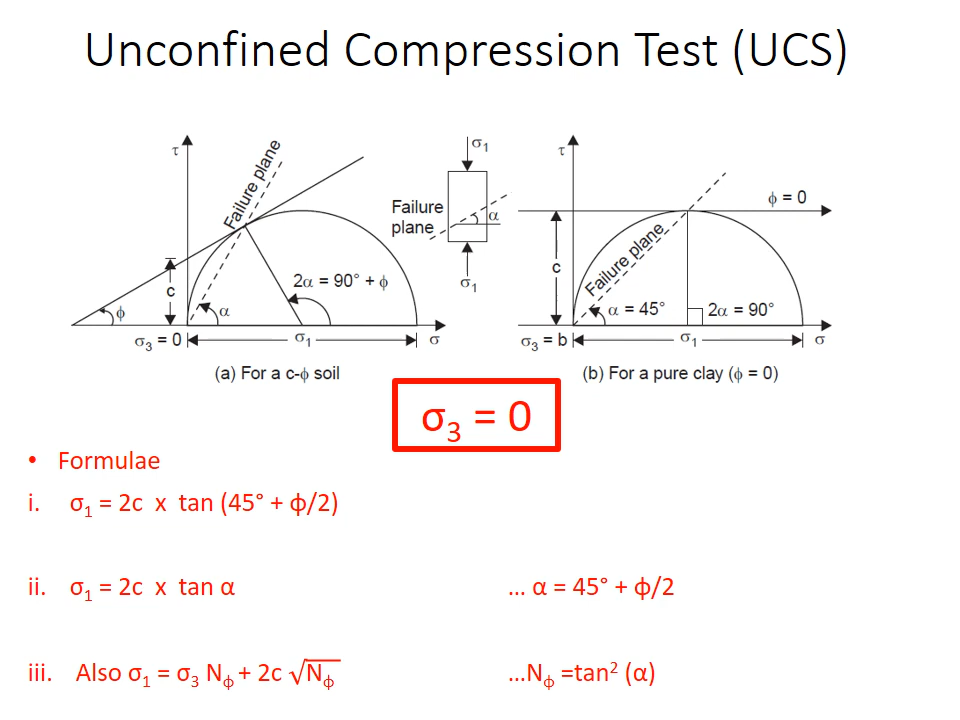 Unconfined Compression Test (UCS)
τ
Failure plane
c
ϕ
α
2α = 90° + ϕ
σ3 = 0
σ1
σ
(a) For a c-ϕ soil
σ1
Failure
plane
α
σ1
τ
ϕ = 0
Failure plane
c
α = 45°
2α = 90°
σ3 = b
σ1
σ
(b) For a pure clay (ϕ = 0)
σ3 = 0
• Formulae
i. σ1 = 2c x tan (45° + ϕ/2)
ii. σ1 = 2c x tan α ... α = 45° + ϕ/2
iii. Also σ1 = σ3 Nϕ + 2c √Nϕ ...Nϕ =tan² (α)